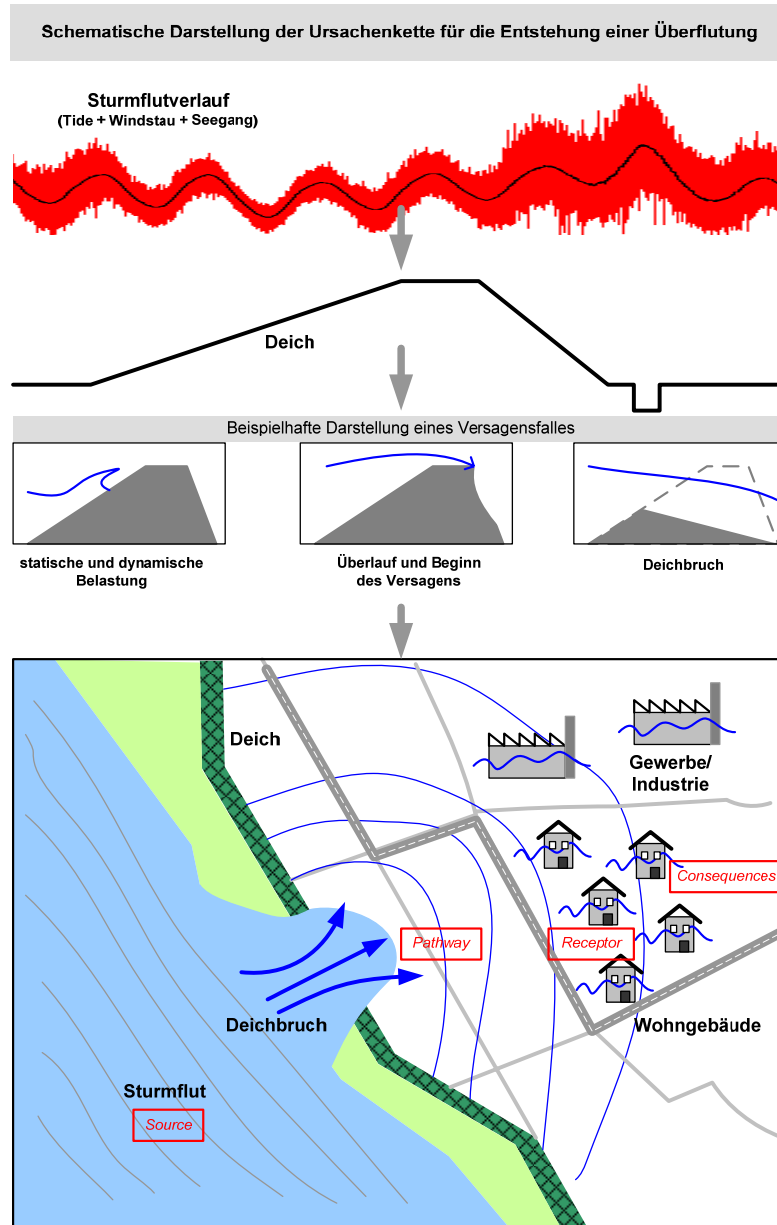 Schematische Darstellung der Ursachenkette für die Entstehung einer Überflutung
Sturmflutverlauf
(Tide + Windstau + Seegang)
Deich
Beispielhafte Darstellung eines Versagensfalles
statische und dynamische
Belastung
Überlauf und Beginn
des Versagens
Deichbruch
Deich
Gewerbe/
Industrie
Consequences
Pathway
Receptor
Deichbruch
Wohngebäude
Sturmflut
Source